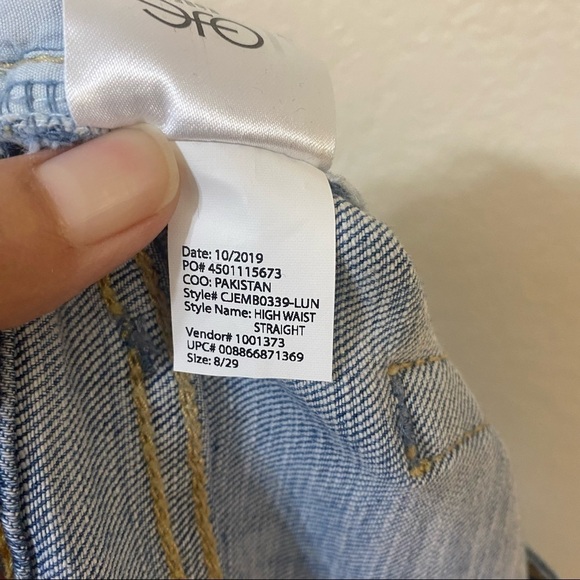 Date: 10/2019
PO# 4501115673
COO: PAKISTAN
Style# CJEMB0339-LUN
Style Name: HIGH WAIST
STRAIGHT
Vendor# 1001373
UPC# 008866871369
Size: 8/29